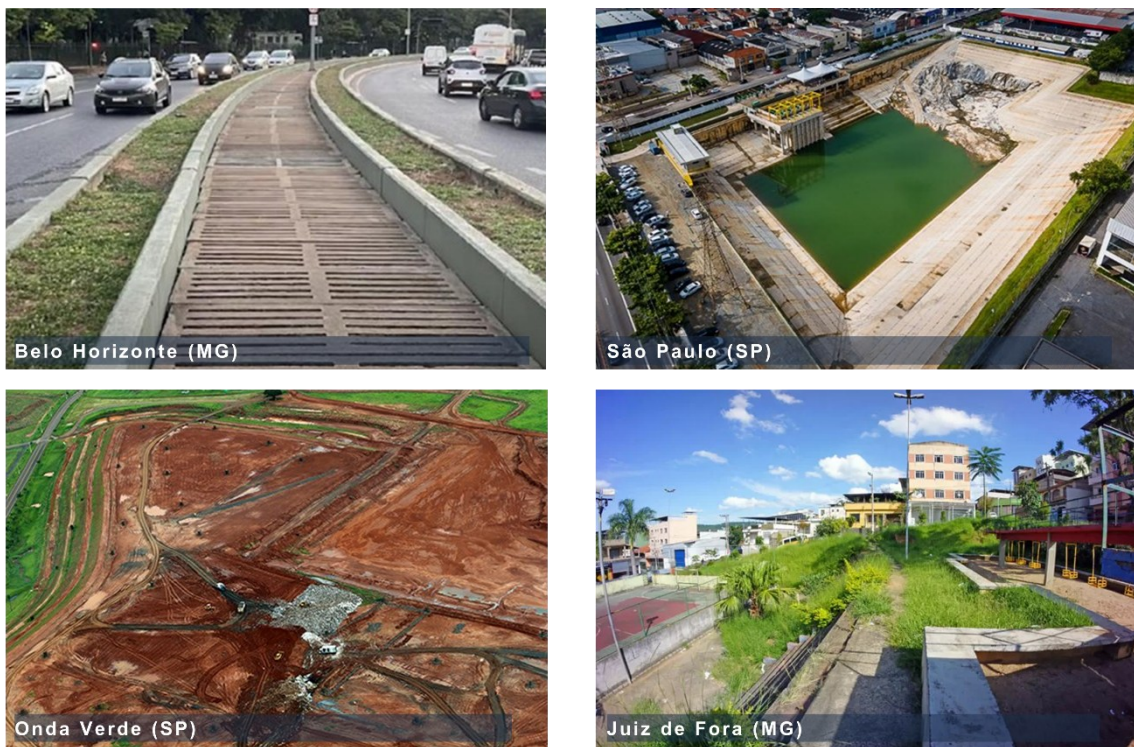 Belo Horizonte (MG)
São Paulo (SP)
Onda Verde (SP)
Juiz de Fora (MG)